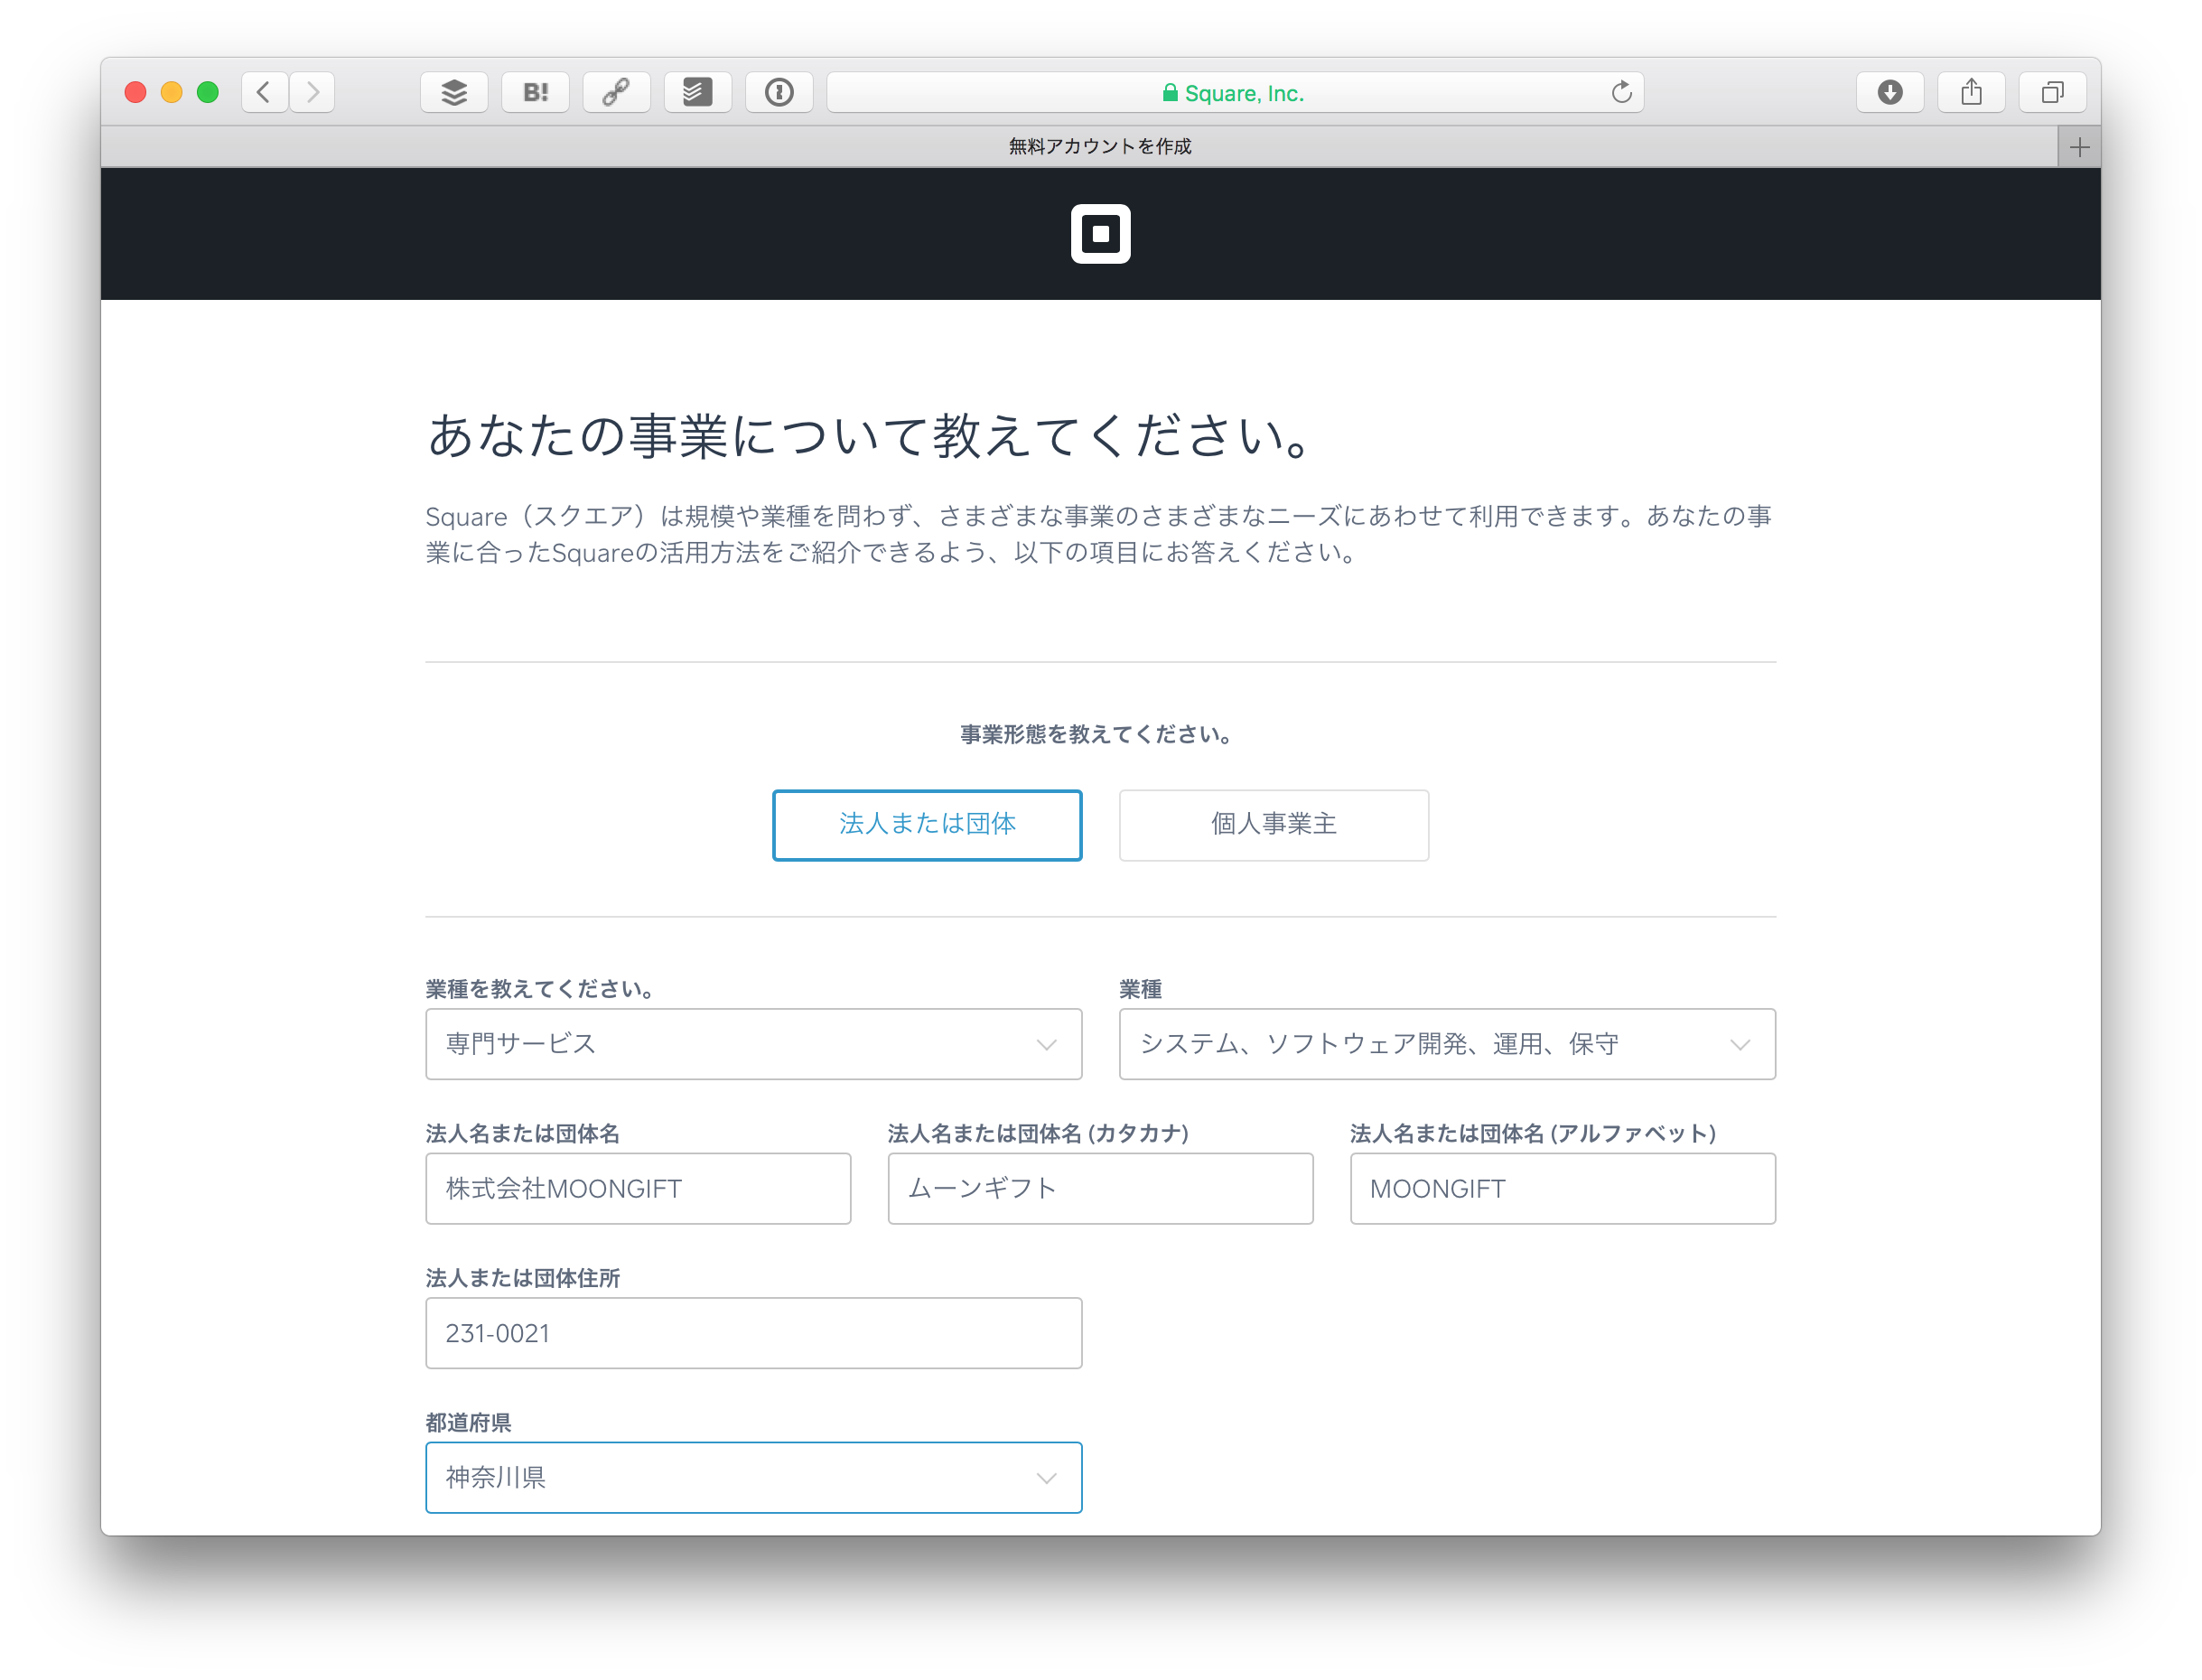 B!
Square, Inc.
無料アカウントを作成
あなたの事業について教えてください。
Square（スクエア）は規模や業種を問わず、さまざまな事業のさまざまなニーズにあわせて利用できます。あなたの事
業に合ったSquareの活用方法をご紹介できるよう、以下の項目にお答えください。
事業形態を教えてください。
法人または団体
個人事業主
業種を教えてください。
業種
専門サービス
システム、ソフトウェア開発、運用、保守
法人名または団体名
法人名または団体名 (カタカナ)
法人名または団体名 (アルファベット)
株式会社MOONGIFT
ムーンギフト
MOONGIFT
法人または団体住所
231-0021
都道府県
神奈川県